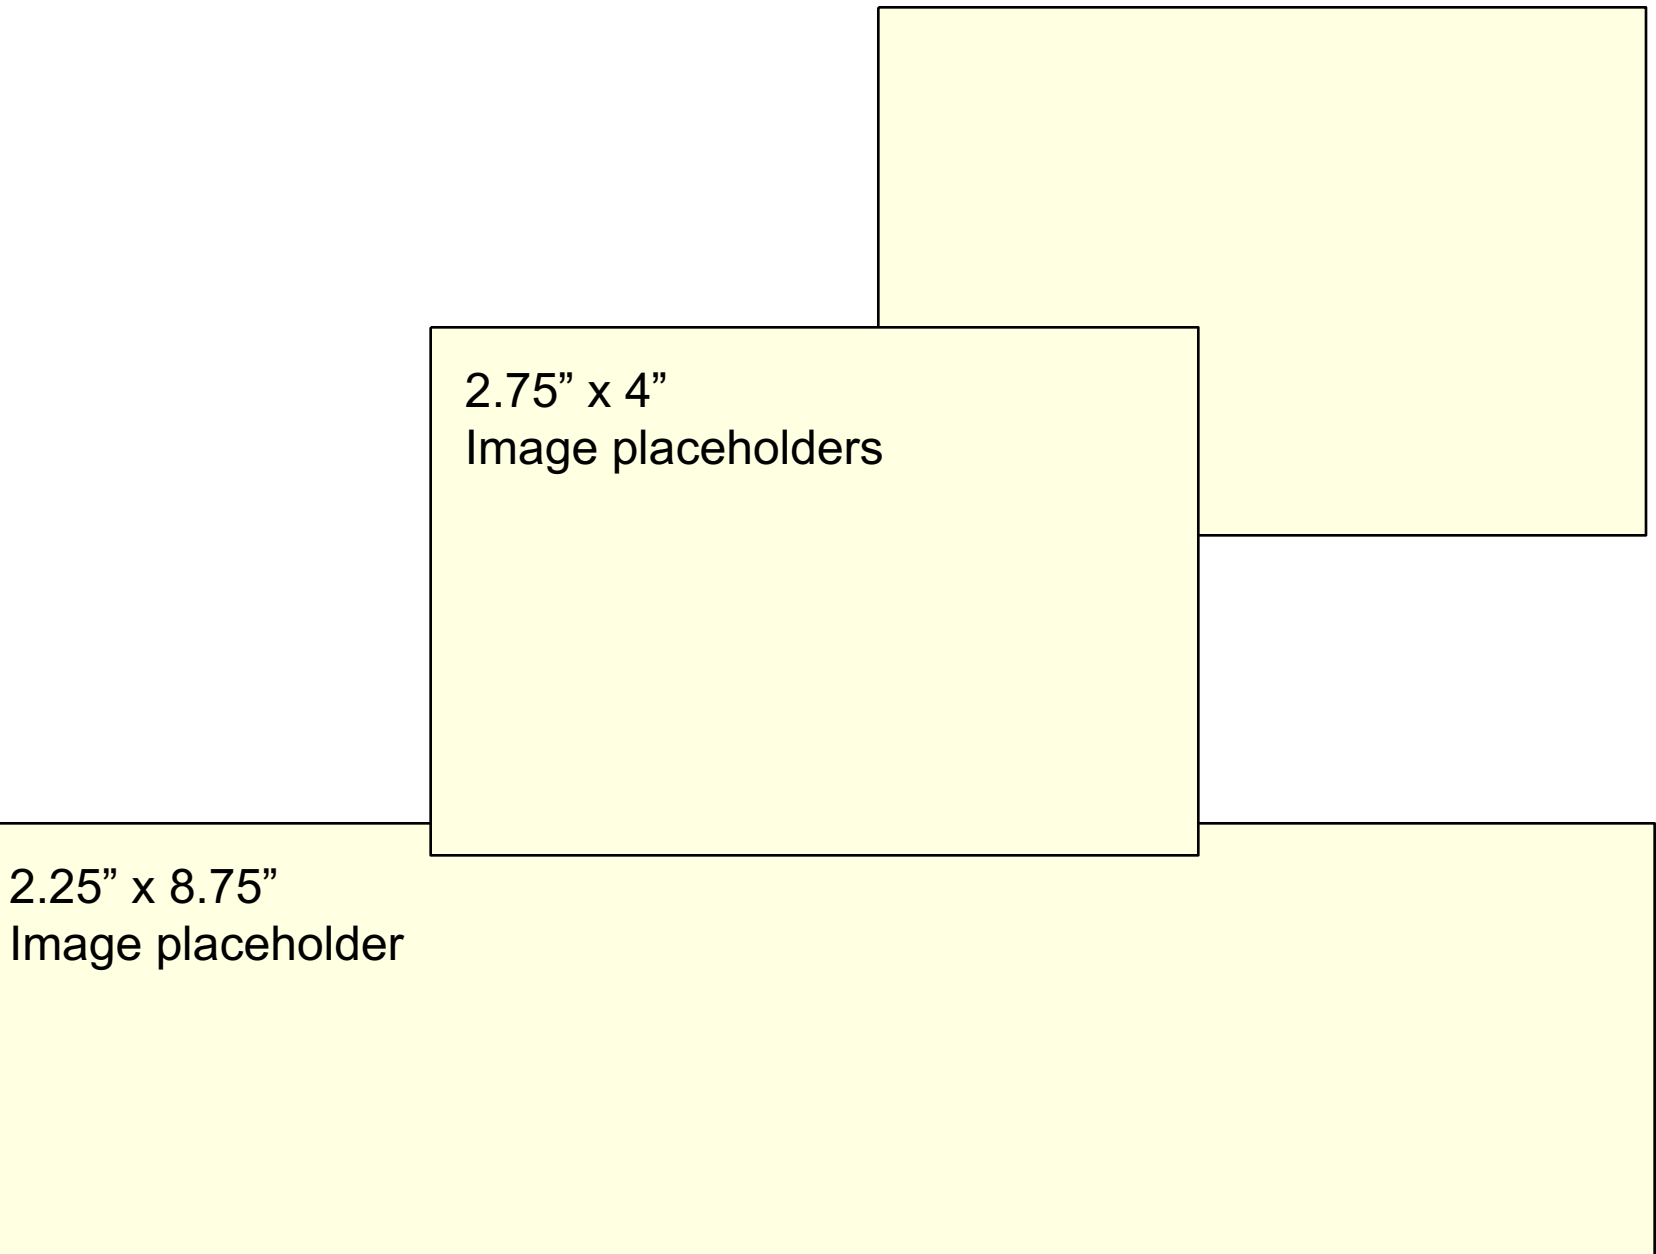 2.75” x 4”
Image placeholders
2.25” x 8.75”
Image placeholder